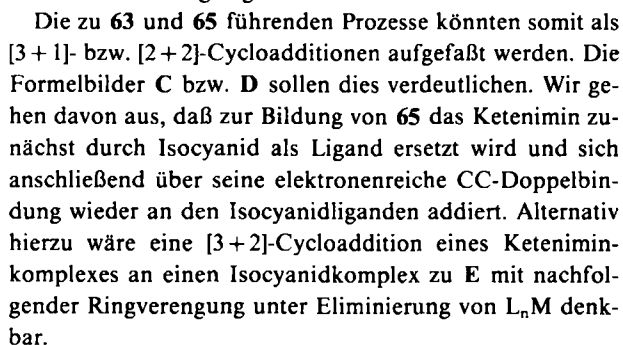 Die zu 63 und 65 führenden Prozesse könnten somit als
[3 + 1]- bzw. [2 + 2]-Cycloadditionen aufgefaßt werden. Die
Formelbilder C bzw. D sollen dies verdeutlichen. Wir ge-
hen davon aus, daß zur Bildung von 65 das Ketenimin zu-
nächst durch Isocyanid als Ligand ersetzt wird und sich
anschließend über seine elektronenreiche CC-Doppelbin-
dung wieder an den Isocyanidliganden addiert. Alternativ
hierzu wäre eine [3 + 2]-Cycloaddition eines Ketenimin-
komplexes an einen Isocyanidkomplex zu E mit nachfol-
gender Ringverengung unter Eliminierung von LₙM denk-
bar.